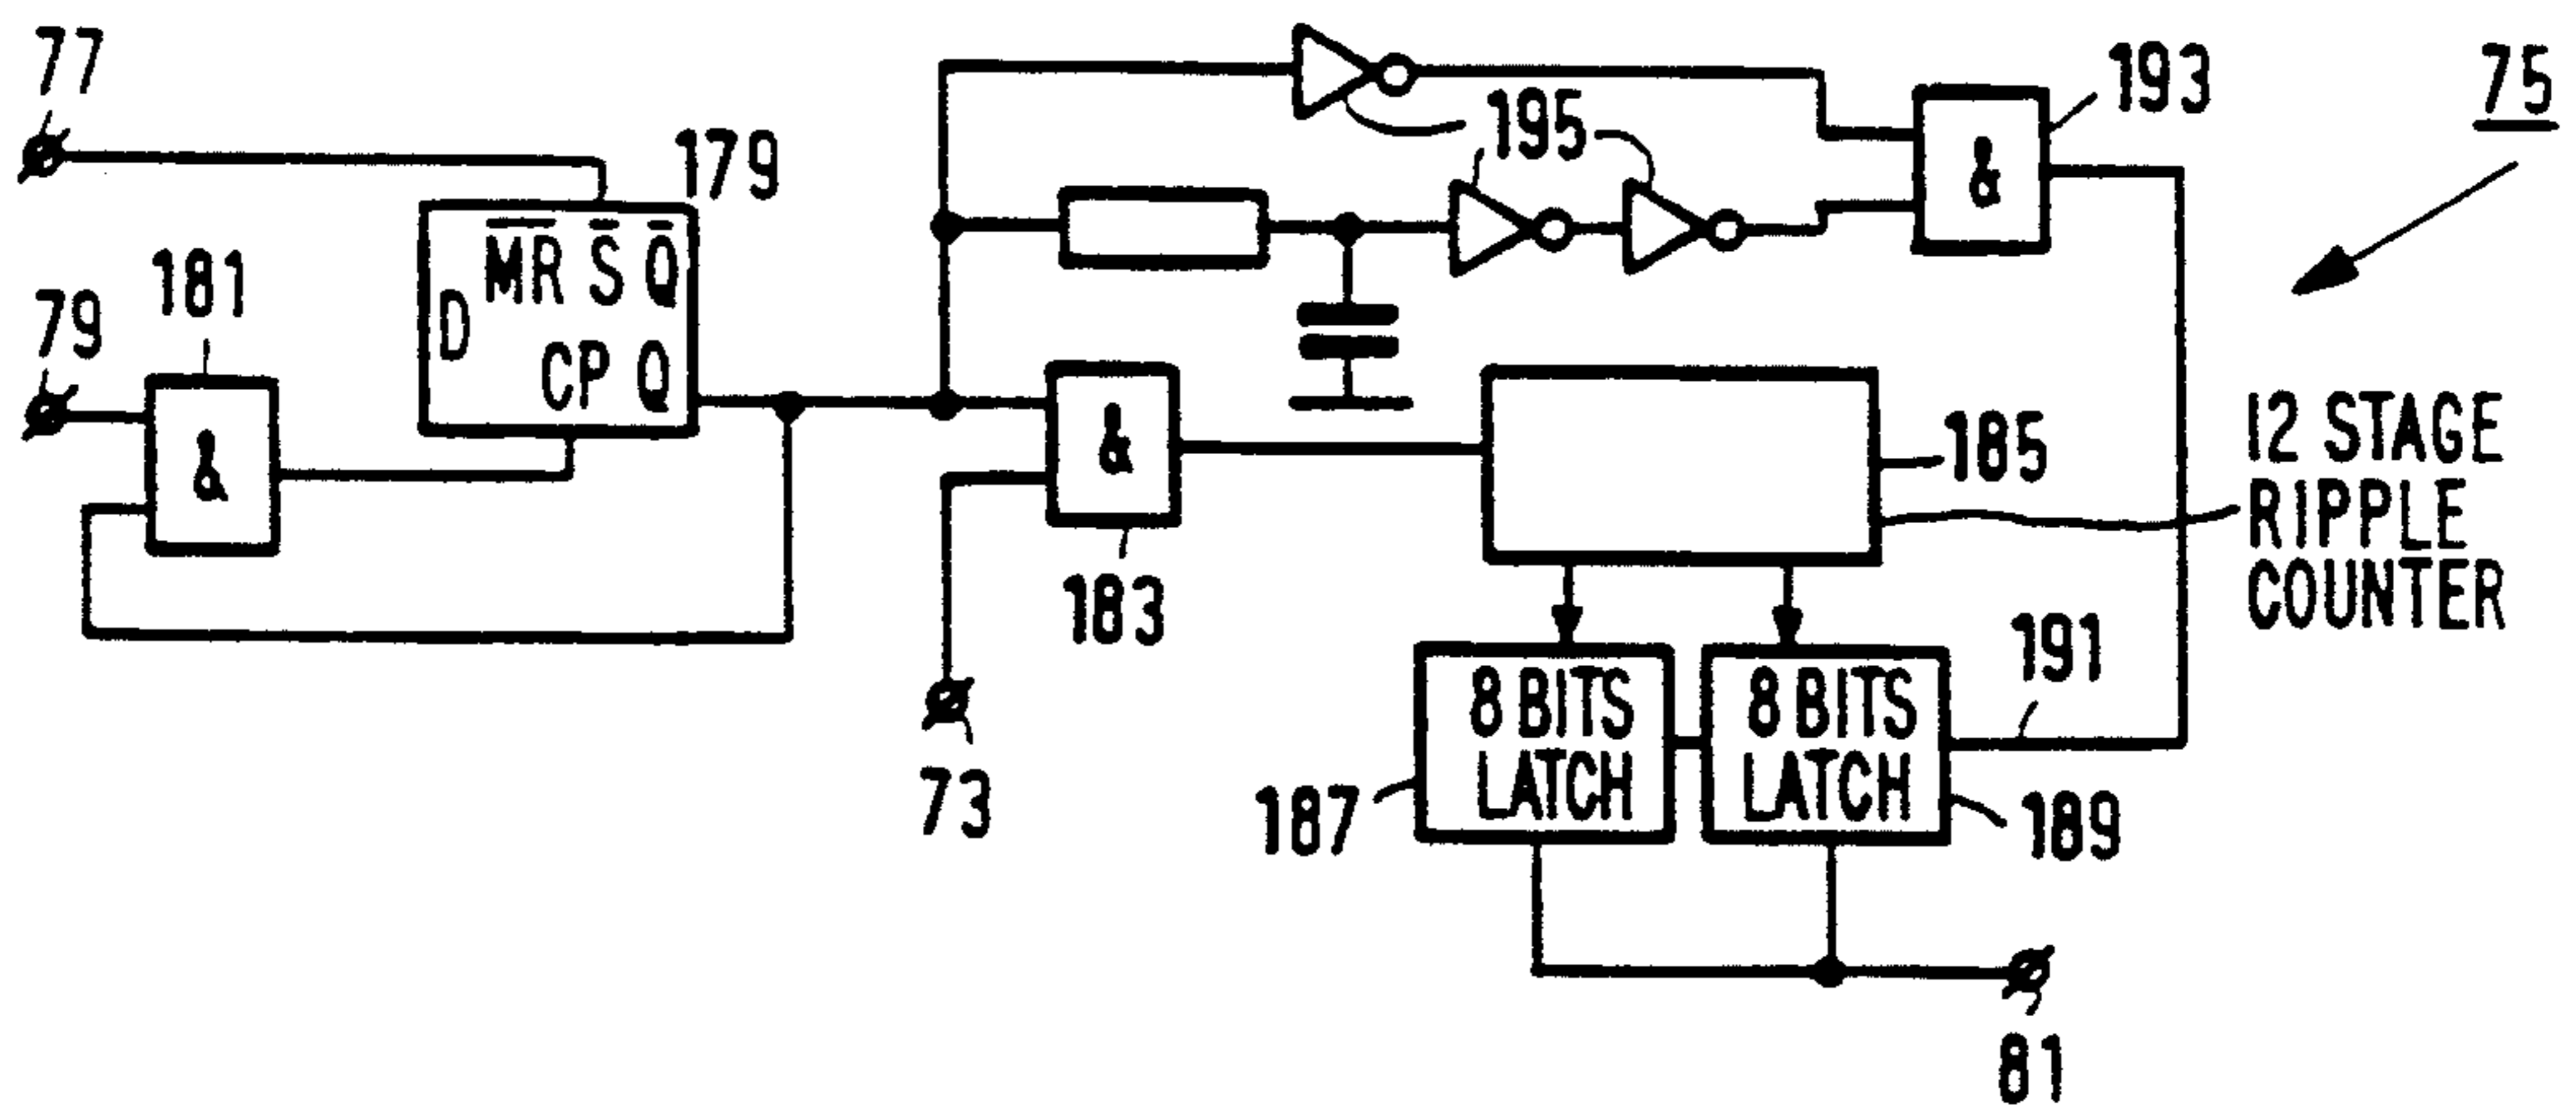 77
179
M̅R̅ S̅ Q̅
D
CP Q
79
181
&
195
193
&
75
&
183
73
185
12 STAGE
RIPPLE
COUNTER
191
8 BITS
LATCH
8 BITS
LATCH
187
189
81